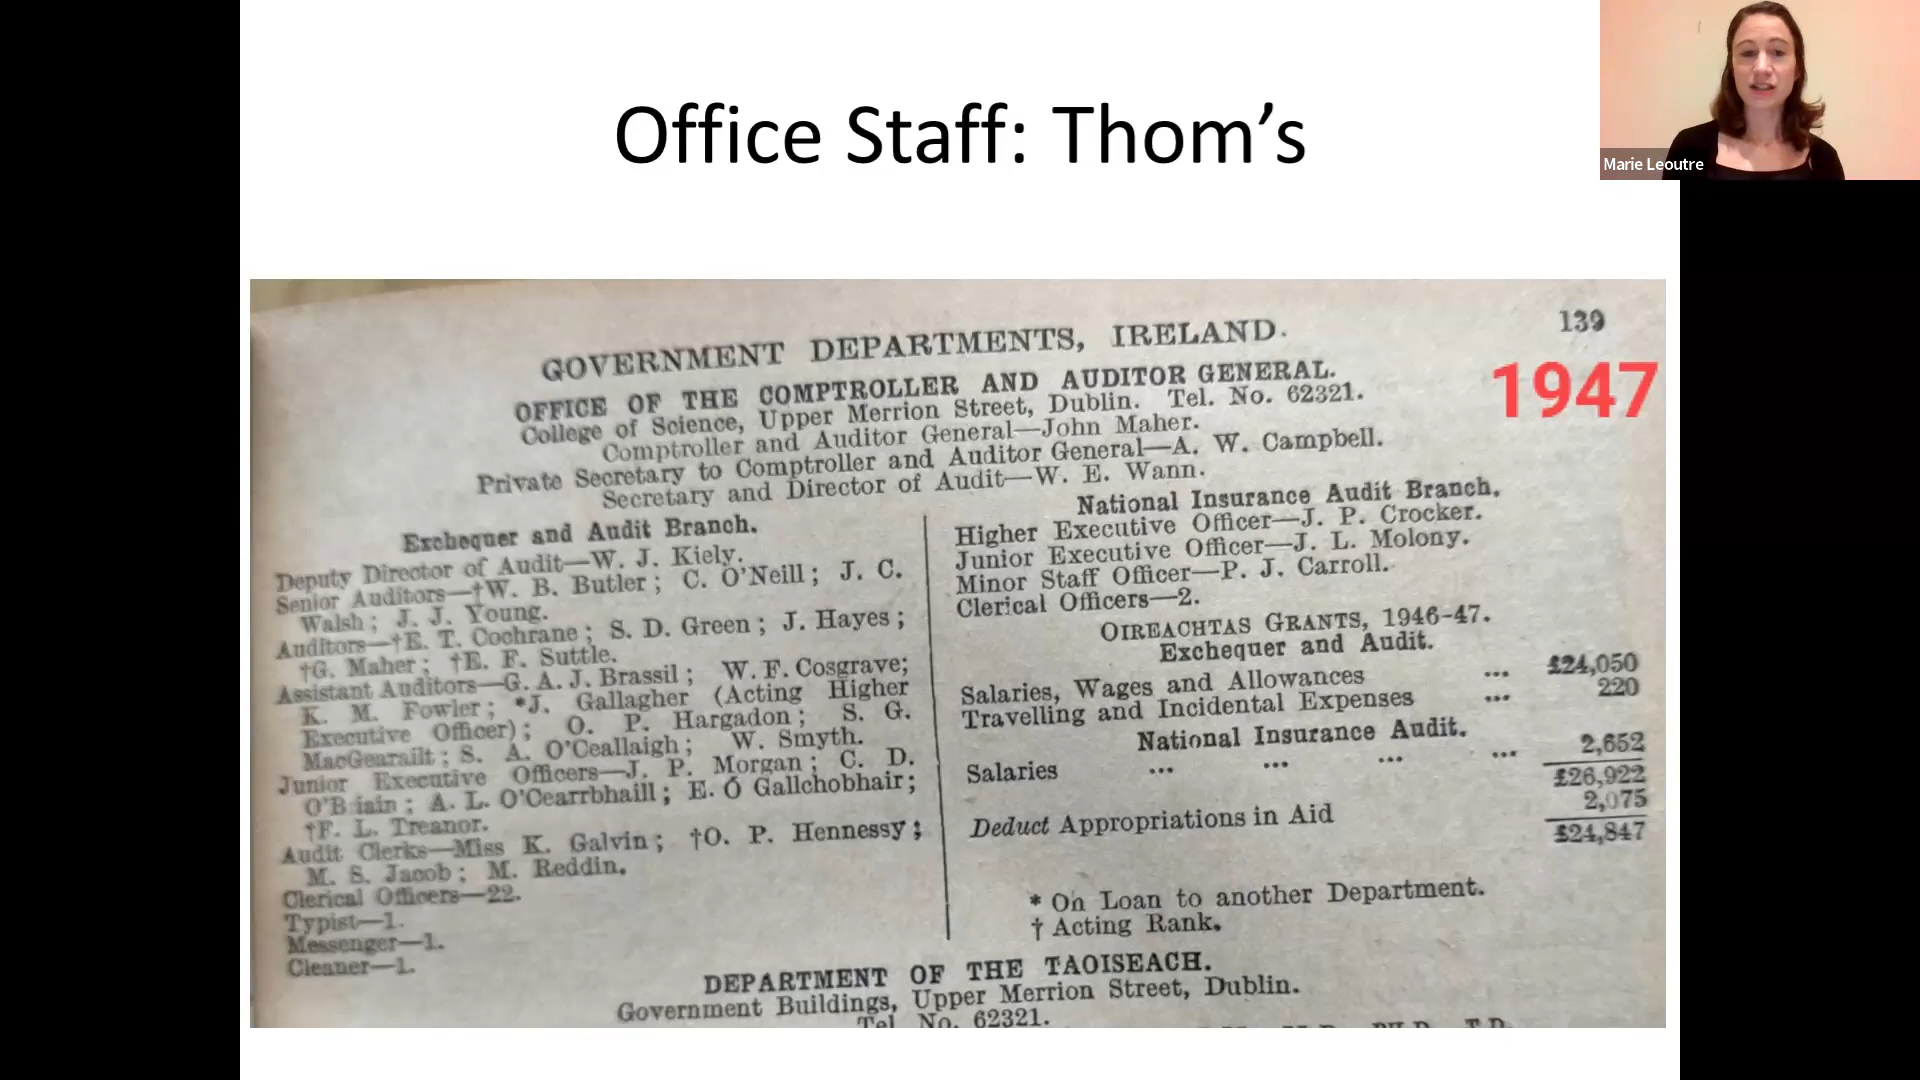 Office Staff: Thom’s
Marie Leoutre
139
GOVERNMENT DEPARTMENTS, IRELAND.
1947
OFFICE OF THE COMPTROLLER AND AUDITOR GENERAL.
College of Science, Upper Merrion Street, Dublin. Tel. No. 62321.
Comptroller and Auditor General—John Maher.
Private Secretary to Comptroller and Auditor General—A. W. Campbell.
Secretary and Director of Audit—W. E. Wann.
Exchequer and Audit Branch.
Deputy Director of Audit—W. J. Kiely.
Senior Auditors—†W. B. Butler; C. O'Neill; J. C.
Walsh; J. J. Young.
Auditors—†E. T. Cochrane; S. D. Green; J. Hayes;
†G. Maher; †E. F. Suttle.
Assistant Auditors—G. A. J. Brassil; W. F. Cosgrave;
K. M. Fowler; *J. Gallagher (Acting Higher
Executive Officer); O. P. Hargadon; S. G.
MacGearailt; S. A. O'Ceallaigh; W. Smyth.
Junior Executive Officers—J. P. Morgan; C. D.
O'B iain; A. L. O'Cearrbhaill; E. Ó Gallchobhair;
†F. L. Treanor.
Audit Clerks—Miss K. Galvin; †O. P. Hennessy;
M. S. Jacob; M. Reddin.
Clerical Officers—22.
Typist—1.
Messenger—1.
Cleaner—1.
National Insurance Audit Branch.
Higher Executive Officer—J. P. Crocker.
Junior Executive Officer—J. L. Molony.
Minor Staff Officer—P. J. Carroll.
Clerical Officers—2.
OIREACHTAS GRANTS, 1946-47.
Exchequer and Audit.
Salaries, Wages and Allowances ... £24,050
Travelling and Incidental Expenses ... 220
National Insurance Audit.
Salaries ... ... ... ... 2,652
£26,922
Deduct Appropriations in Aid 2,075
£24,847
* On Loan to another Department.
† Acting Rank.
DEPARTMENT OF THE TAOISEACH.
Government Buildings, Upper Merrion Street, Dublin.
Tel. No. 62321.